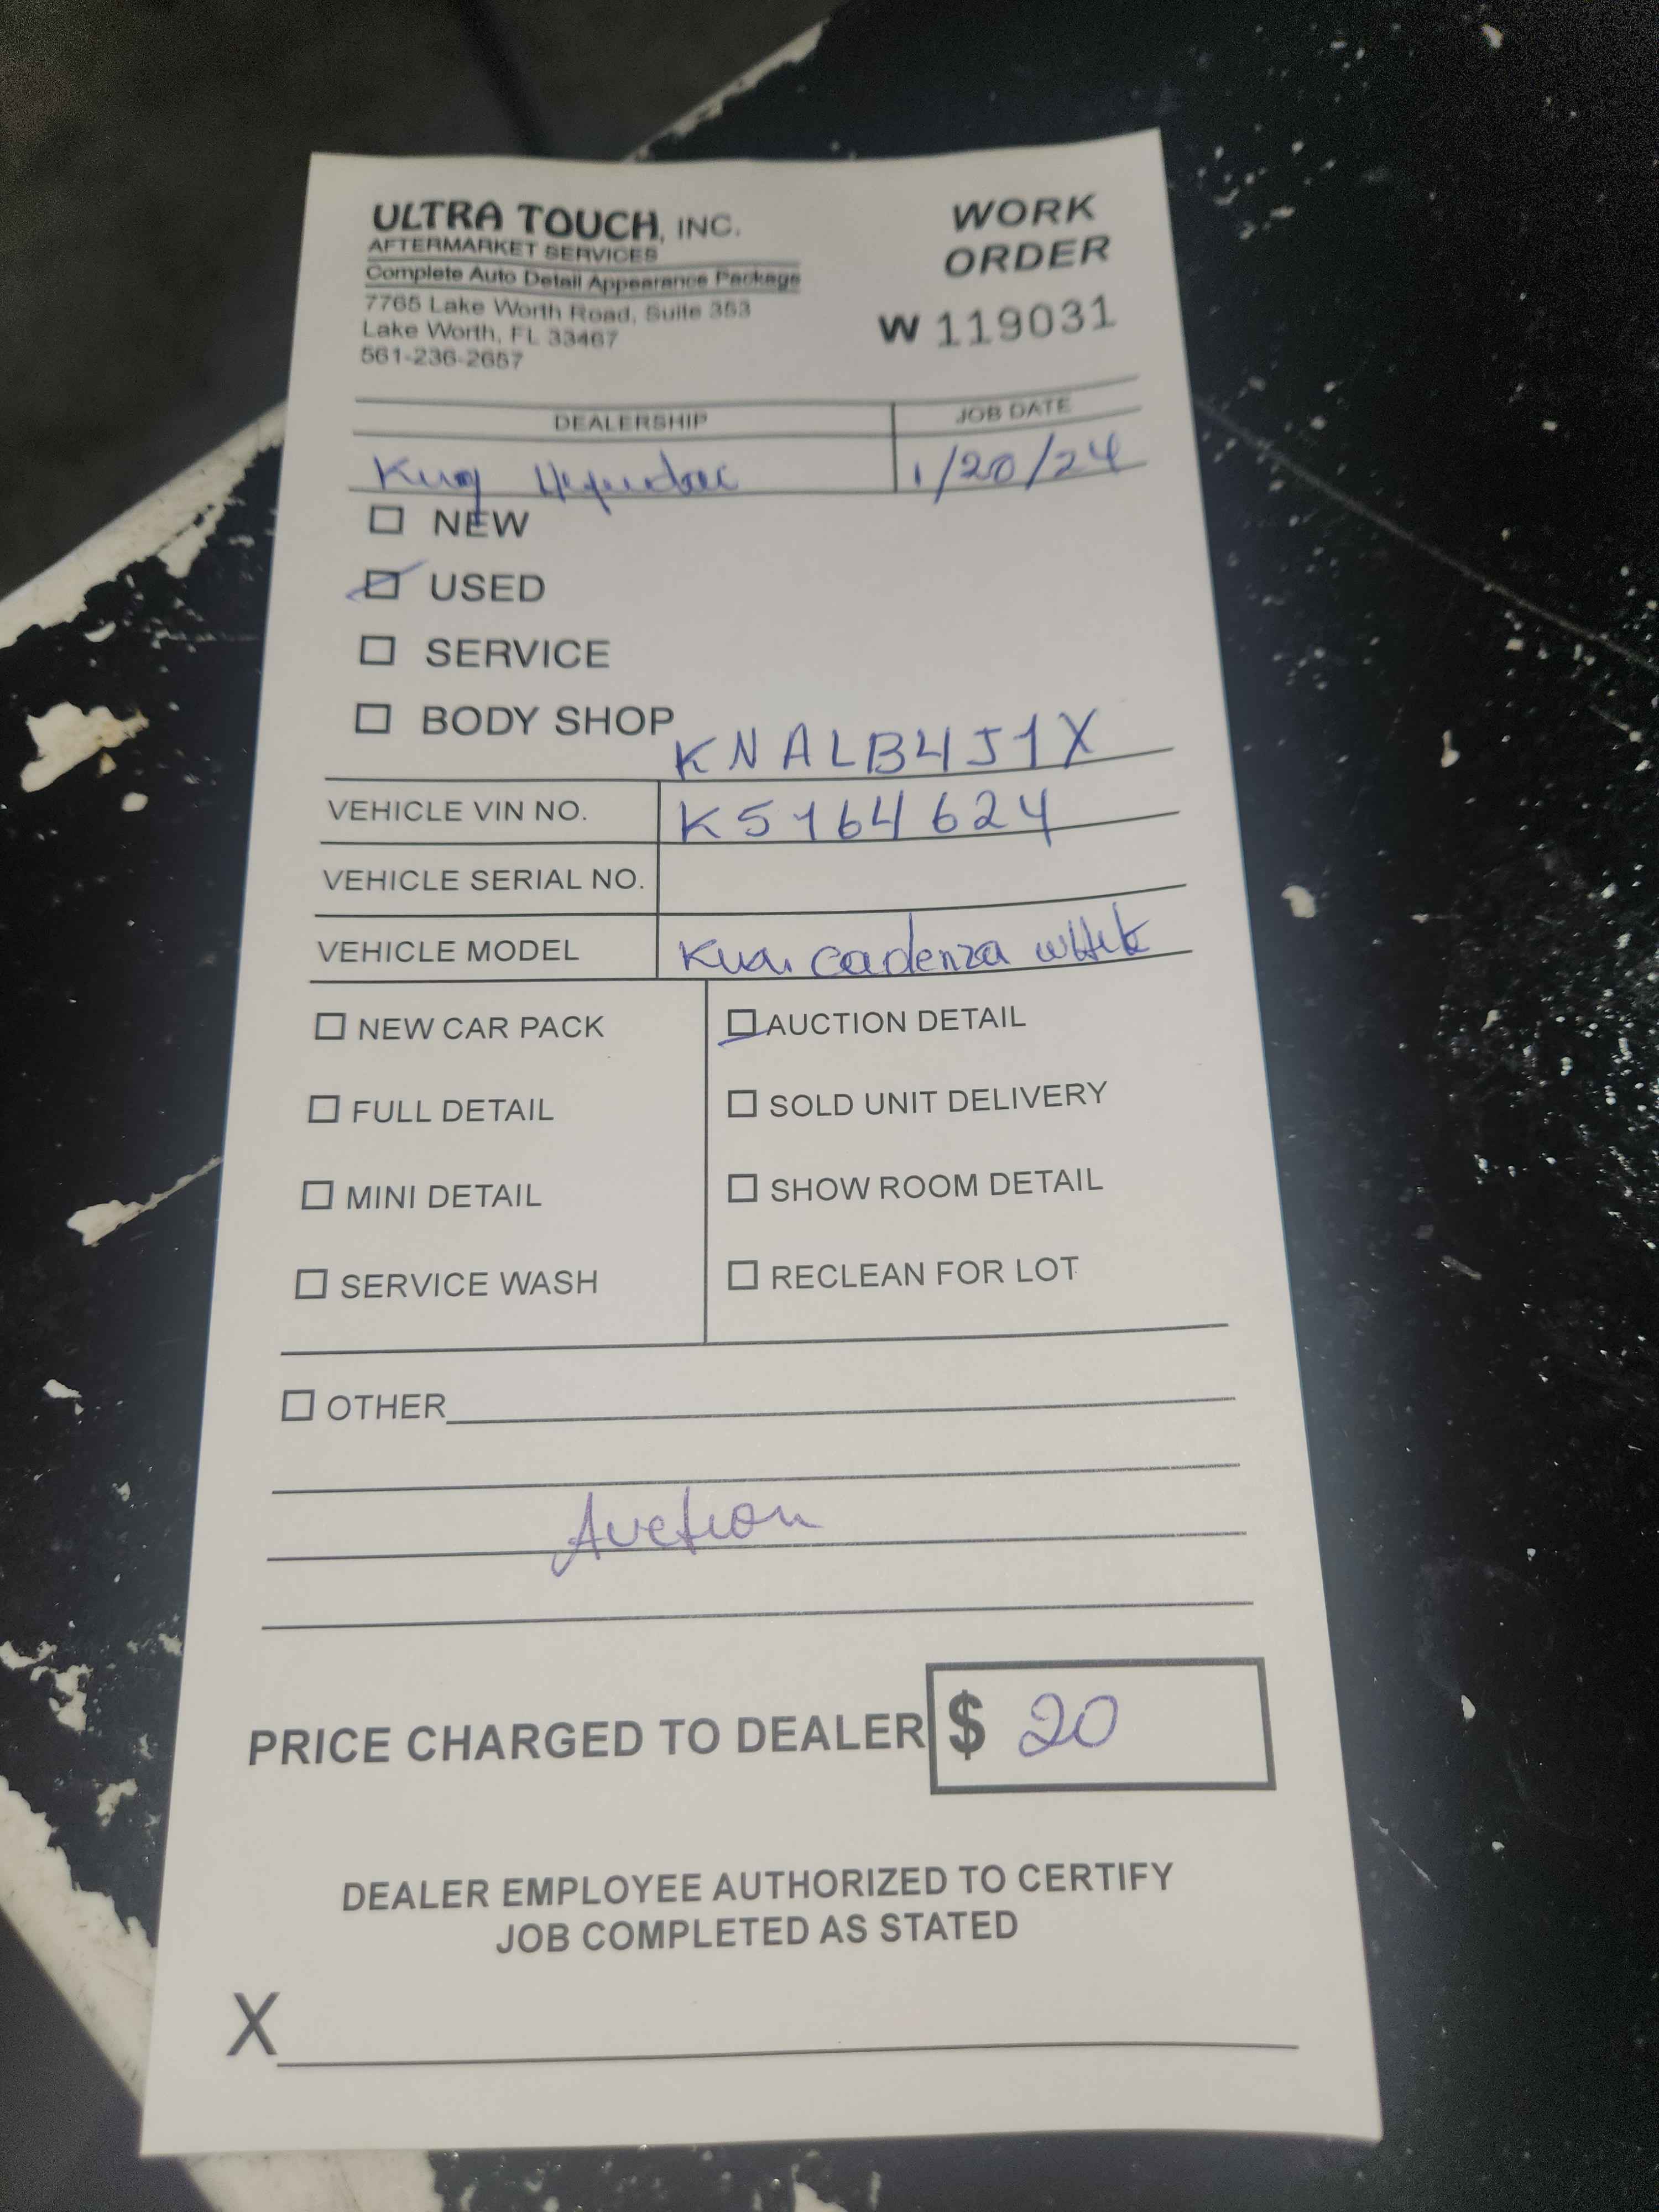 ULTRA TOUCH, INC.
AFTERMARKET SERVICES
Complete Auto Detail Appearance Package
7765 Lake Worth Road, Suite 353
Lake Worth, FL 33467
561-236-2657
WORK
ORDER
W 119031
DEALERSHIP
JOB DATE
1/20/24
NEW
USED
SERVICE
BODY SHOP
KNALB4J1X
VEHICLE VIN NO. K5164624
VEHICLE SERIAL NO.
VEHICLE MODEL Kia cadenza white
NEW CAR PACK
FULL DETAIL
MINI DETAIL
SERVICE WASH
AUCTION DETAIL
SOLD UNIT DELIVERY
SHOW ROOM DETAIL
RECLEAN FOR LOT
OTHER
Auction
PRICE CHARGED TO DEALER $ 20
DEALER EMPLOYEE AUTHORIZED TO CERTIFY
JOB COMPLETED AS STATED
X